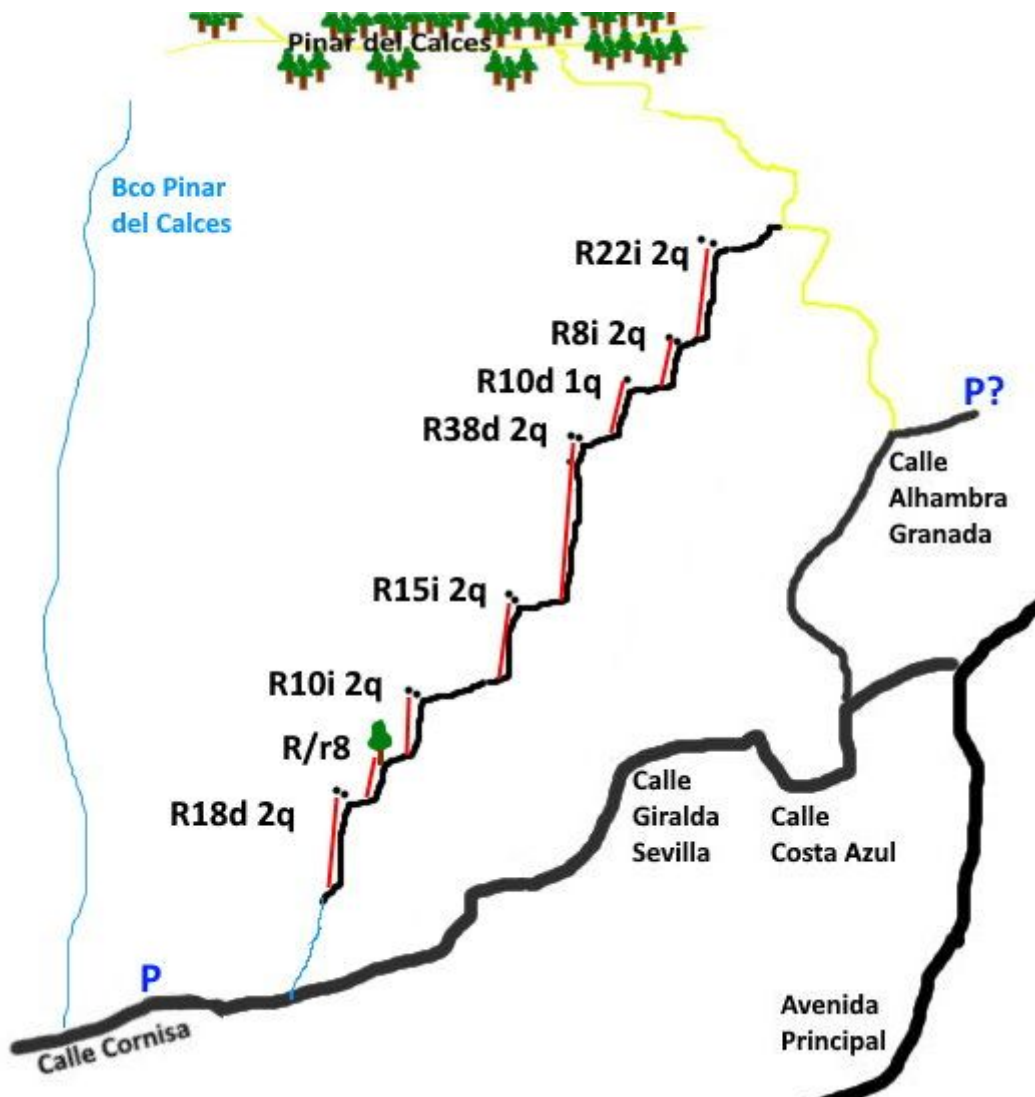 Pinar del Calces
Bco Pinar
del Calces
R22i 2q
R8i 2q
R10d 1q
P?
R38d 2q
Calle
Alhambra
Granada
R15i 2q
R10i 2q
R/r8
R18d 2q
Calle
Giralda
Sevilla
Calle
Costa Azul
P
Calle Cornisa
Avenida
Principal